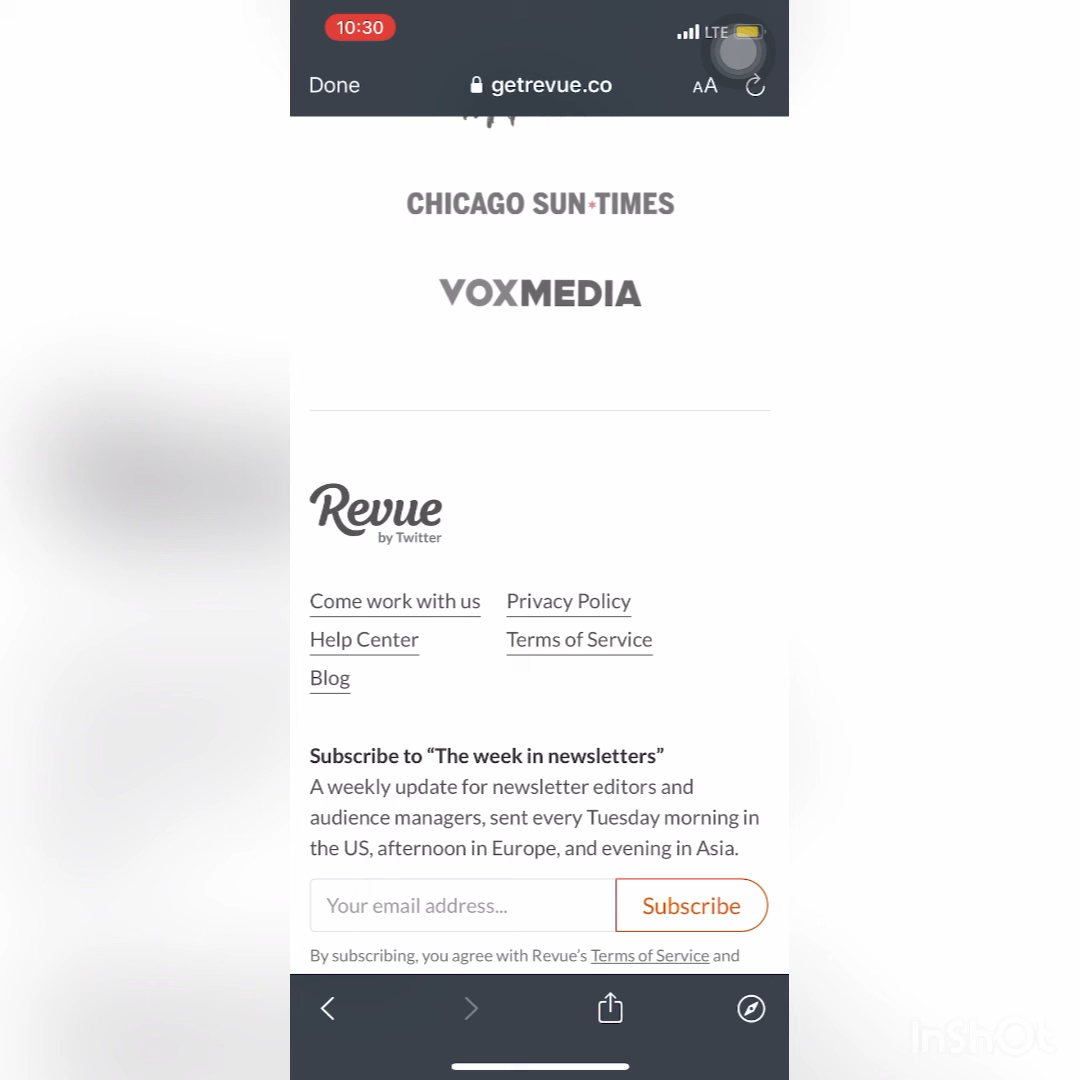 10:30
LTE
Done
getrevue.co
AA
CHICAGO SUN*TIMES
VOXMEDIA
Revue
by Twitter
Come work with us
Privacy Policy
Help Center
Terms of Service
Blog
Subscribe to “The week in newsletters”
A weekly update for newsletter editors and
audience managers, sent every Tuesday morning in
the US, afternoon in Europe, and evening in Asia.
Your email address...
Subscribe
By subscribing, you agree with Revue’s Terms of Service and
InShOt